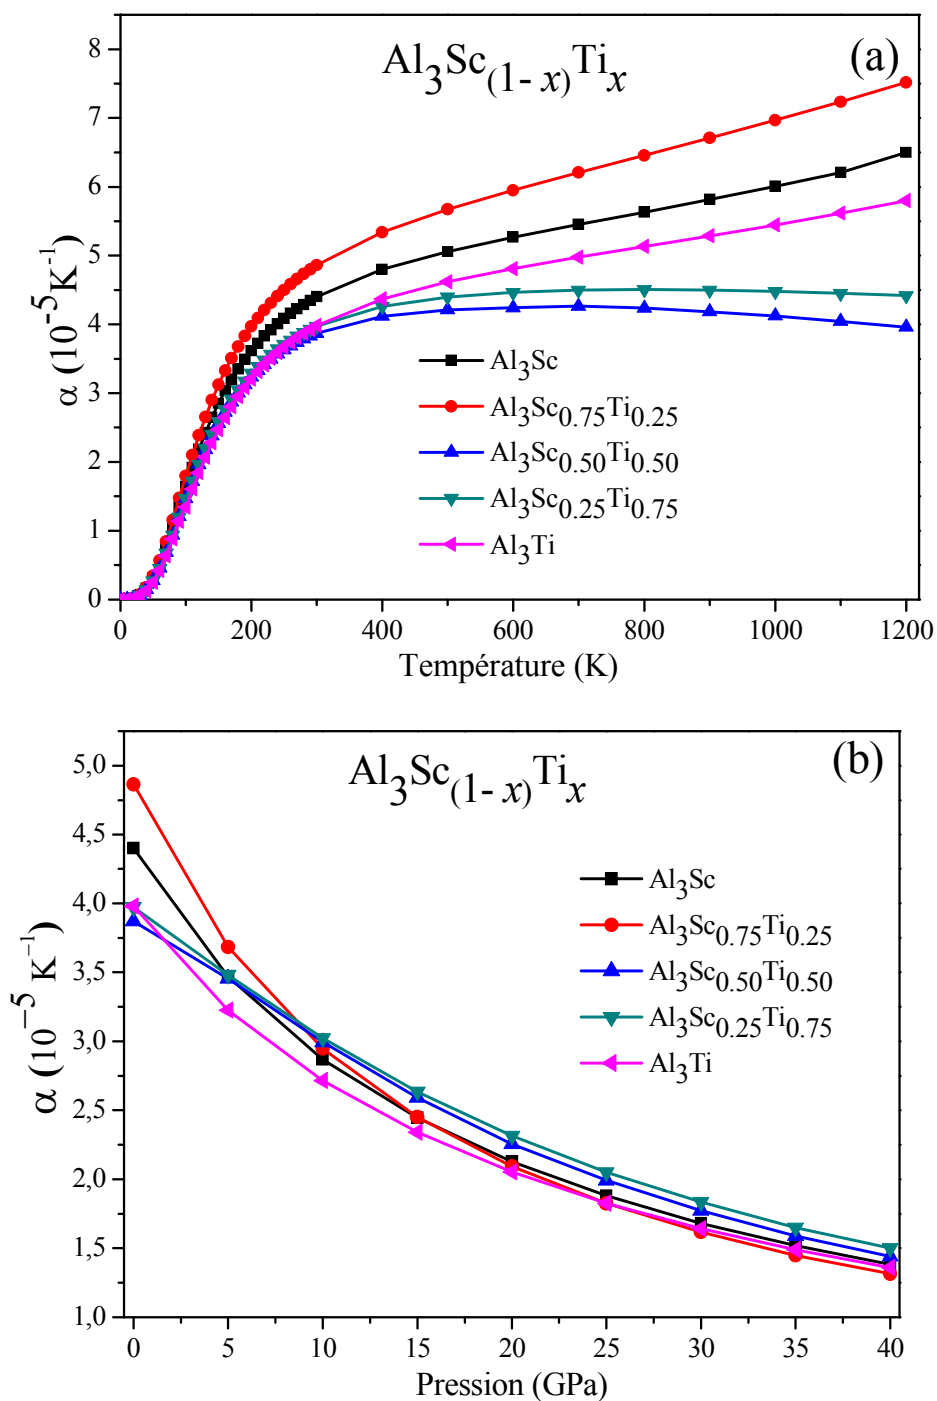 (a)
Al3Sc(1-x)Tix
8
7
6
5
4
3
2
1
0
α (10-5K-1)
Al3Sc
Al3Sc0.75Ti0.25
Al3Sc0.50Ti0.50
Al3Sc0.25Ti0.75
Al3Ti
0 200 400 600 800 1000 1200
Température (K)
(b)
Al3Sc(1-x)Tix
5,0
4,5
4,0
3,5
3,0
2,5
2,0
1,5
1,0
α (10−5 K−1)
Al3Sc
Al3Sc0.75Ti0.25
Al3Sc0.50Ti0.50
Al3Sc0.25Ti0.75
Al3Ti
0 5 10 15 20 25 30 35 40
Pression (GPa)